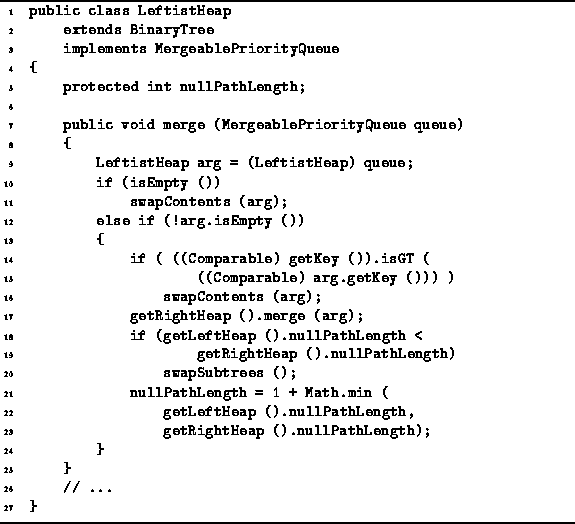 1 public class LeftistHeap
2 extends BinaryTree
3 implements MergeablePriorityQueue
4 {
5 protected int nullPathLength;
6
7 public void merge (MergeablePriorityQueue queue)
8 {
9 LeftistHeap arg = (LeftistHeap) queue;
10 if (isEmpty ())
11 swapContents (arg);
12 else if (!arg.isEmpty ())
13 {
14 if ( ((Comparable) getKey ()).isGT (
15 ((Comparable) arg.getKey ())) )
16 swapContents (arg);
17 getRightHeap ().merge (arg);
18 if (getLeftHeap ().nullPathLength <
19 getRightHeap ().nullPathLength)
20 swapSubtrees ();
21 nullPathLength = 1 + Math.min (
22 getLeftHeap ().nullPathLength,
23 getRightHeap ().nullPathLength);
24 }
25 }
26 // ...
27 }